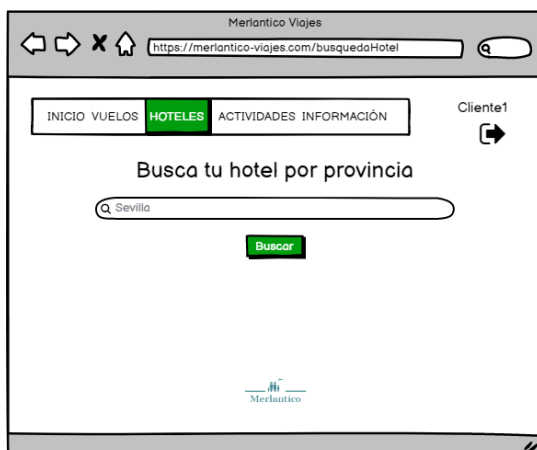 Merlantico Viajes
https://merlantico-viajes.com/busquedaHotel
INICIO VUELOS HOTELES ACTIVIDADES INFORMACIÓN
Cliente1
Busca tu hotel por provincia
Sevilla
Buscar
Merlantico